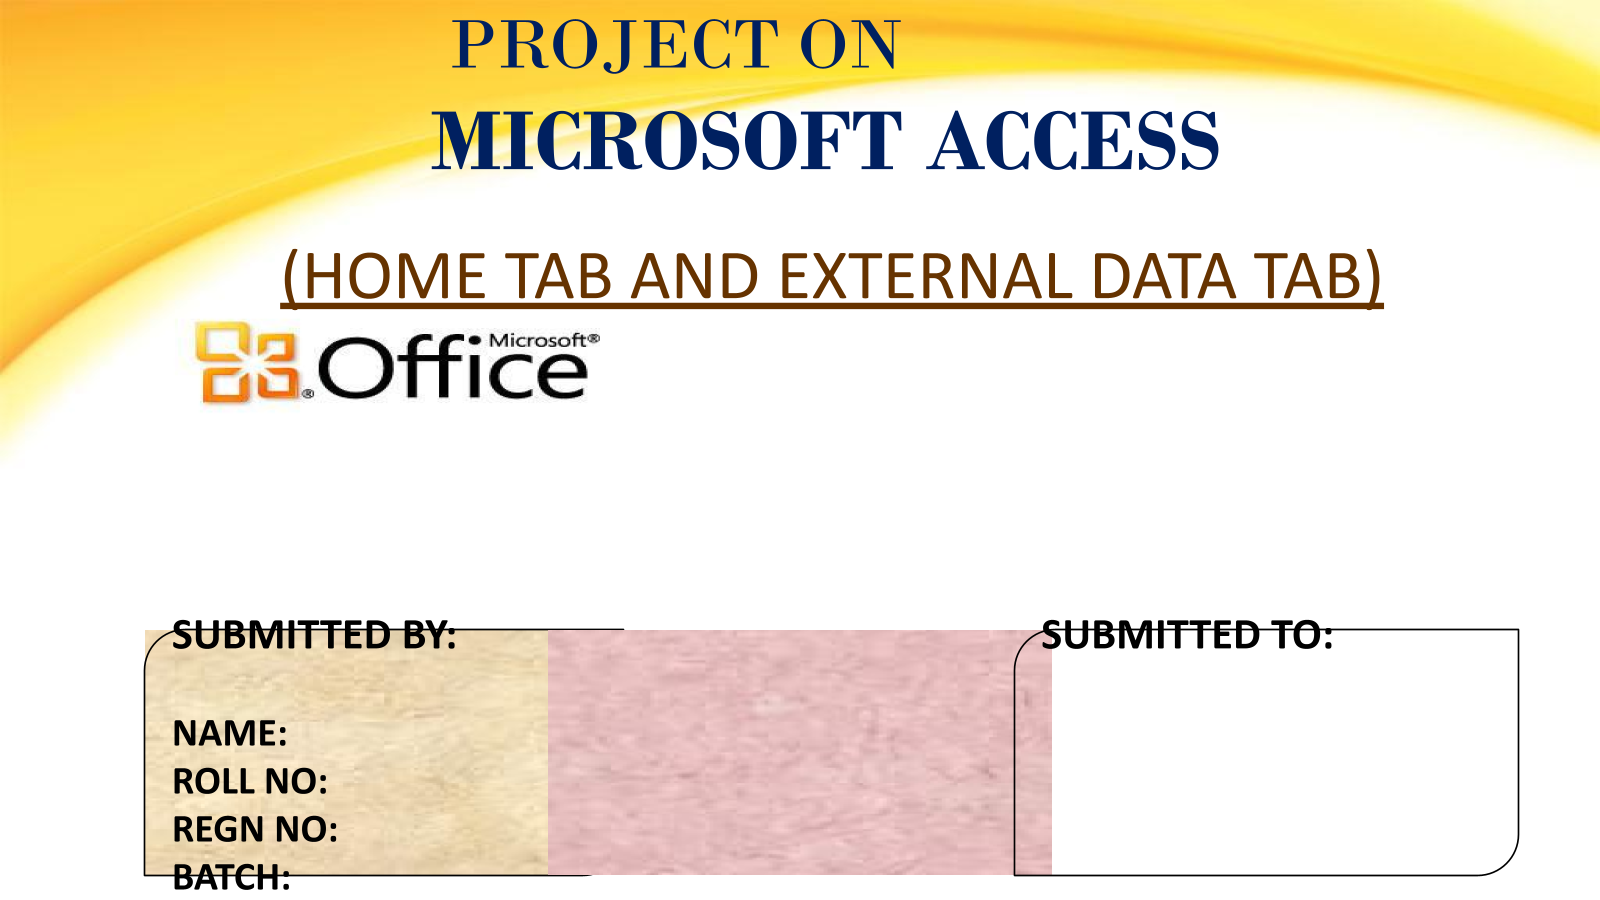 PROJECT ON
MICROSOFT ACCESS
(HOME TAB AND EXTERNAL DATA TAB)
Microsoft®
®Office
SUBMITTED BY:
NAME:
ROLL NO:
REGN NO:
BATCH:
SUBMITTED TO: